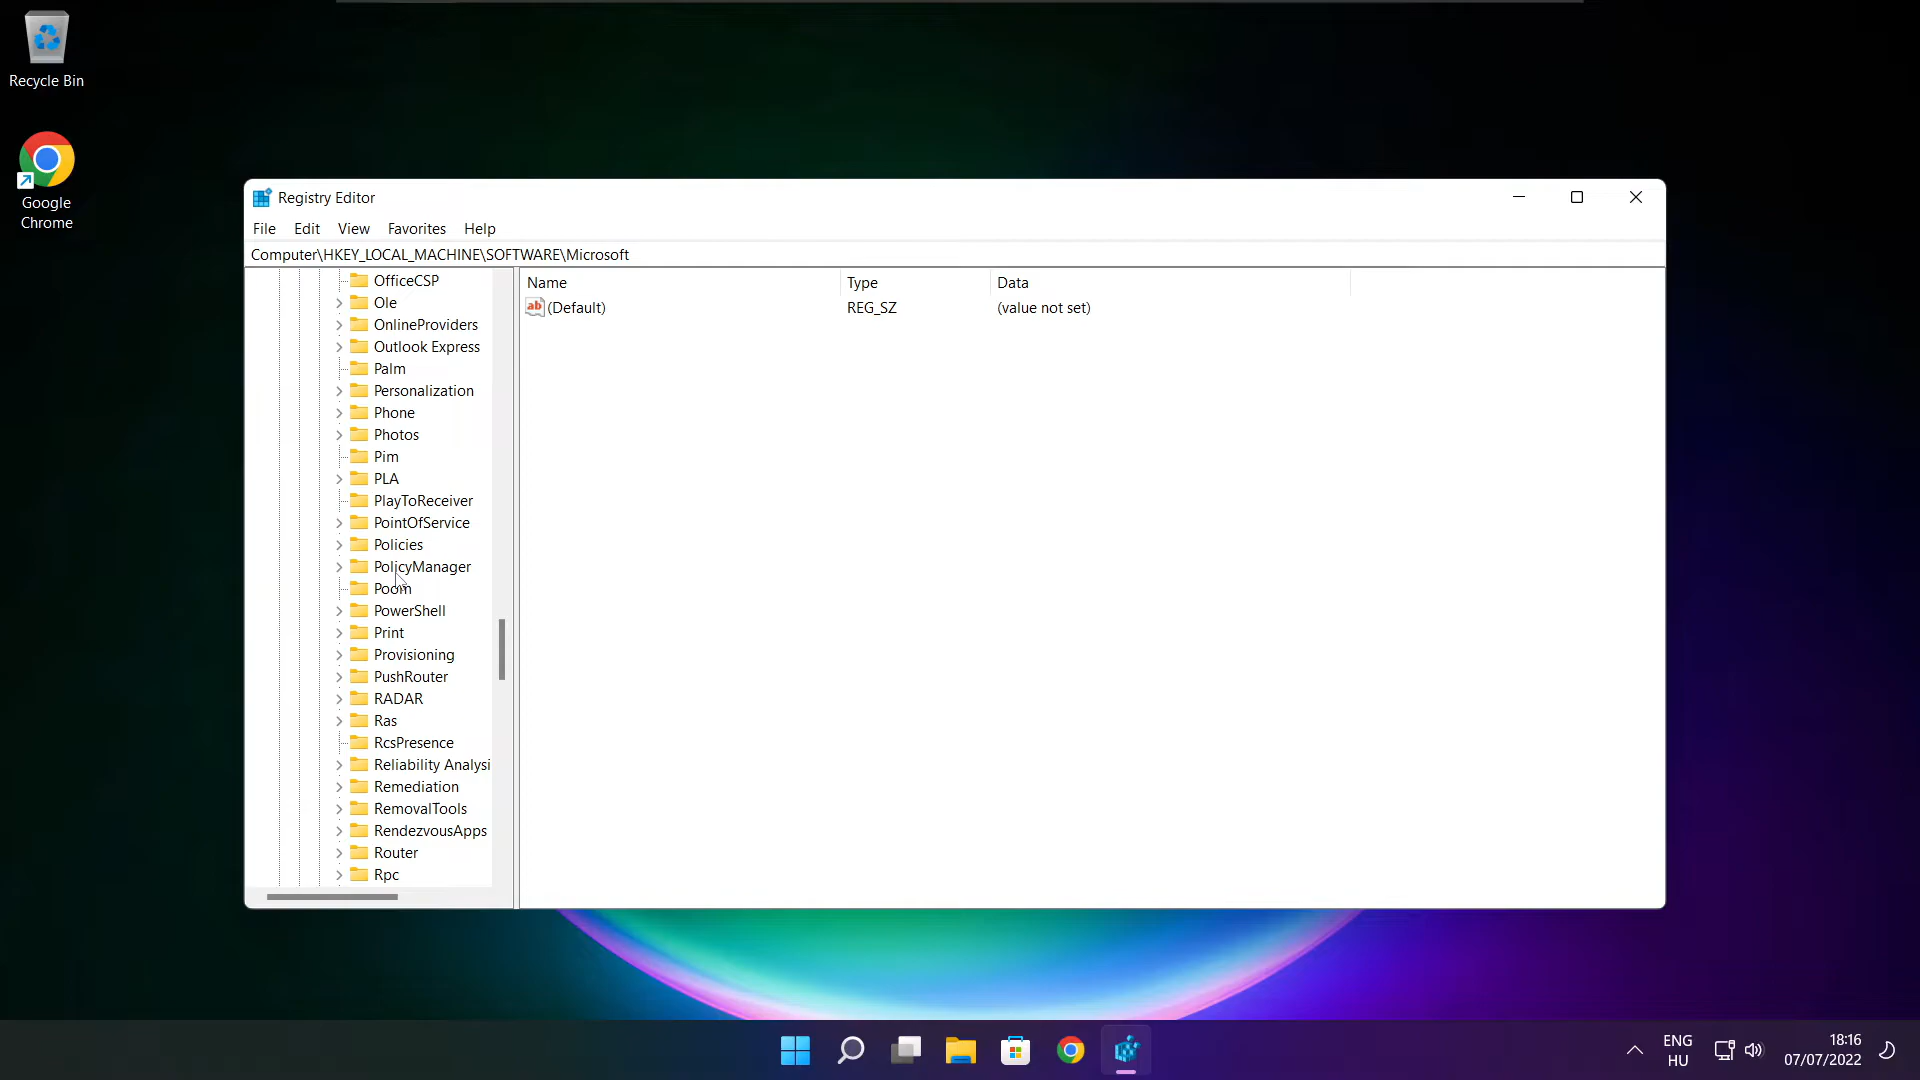 Recycle Bin
Google
Chrome
Registry Editor
File Edit View Favorites Help
Computer\HKEY_LOCAL_MACHINE\SOFTWARE\Microsoft
OfficeCSP
Ole
OnlineProviders
Outlook Express
Palm
Personalization
Phone
Photos
Pim
PLA
PlayToReceiver
PointOfService
Policies
PolicyManager
Poom
PowerShell
Print
Provisioning
PushRouter
RADAR
Ras
RcsPresence
Reliability Analysi
Remediation
RemovalTools
RendezvousApps
Router
Rpc
Name Type Data
ab (Default) REG_SZ (value not set)
ENG
HU
18:16
07/07/2022